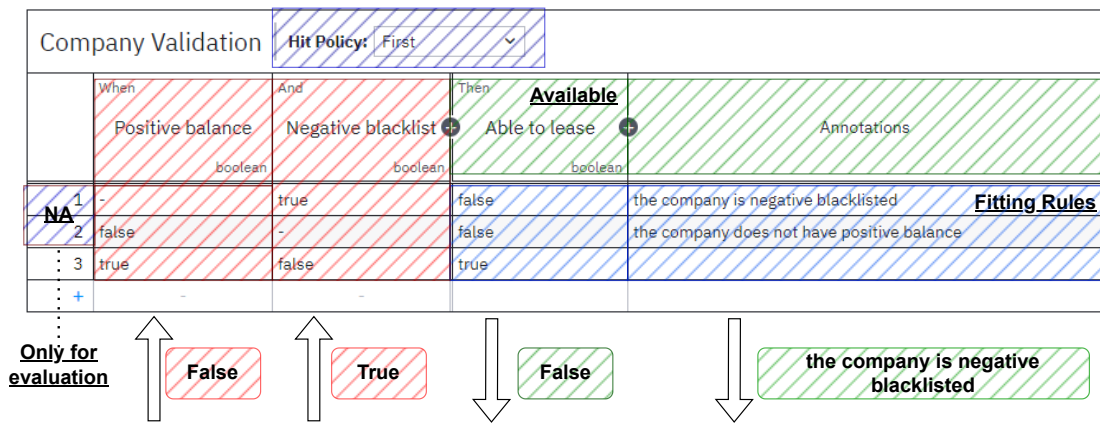 Company Validation Hit Policy: First
When And Then Available
Positive balance Negative blacklist + Able to lease + Annotations
boolean boolean boolean
NA
1 - true false the company is negative blacklisted Fitting Rules
2 false - false the company does not have positive balance
3 true false true
+ - -
Only for
evaluation
False True False the company is negative
blacklisted